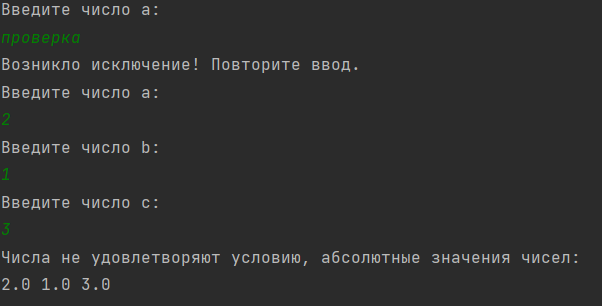 Введите число a:
проверка
Возникло исключение! Повторите ввод.
Введите число a:
2
Введите число b:
1
Введите число c:
3
Числа не удовлетворяют условию, абсолютные значения чисел:
2.0 1.0 3.0